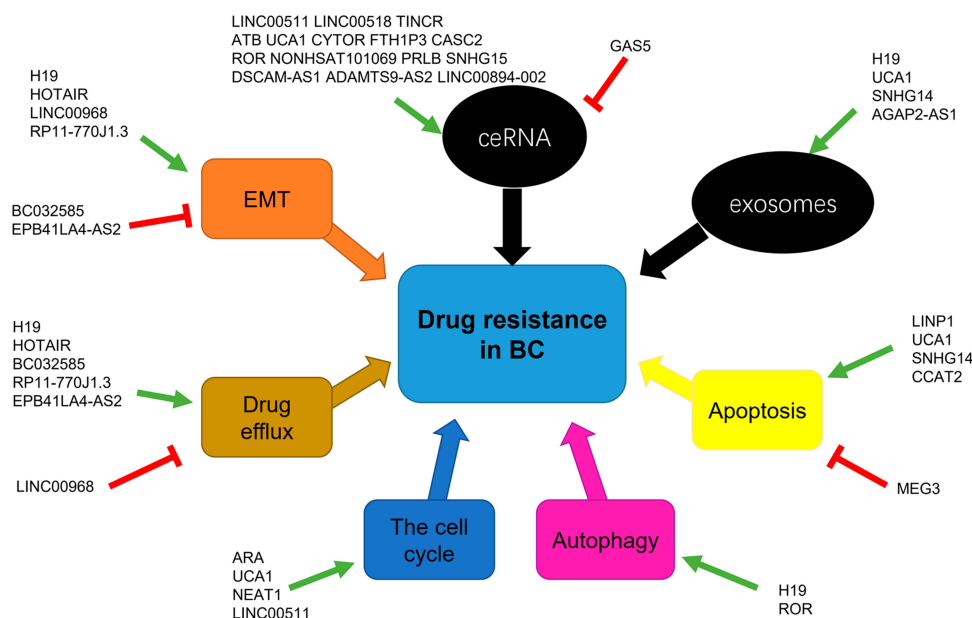 LINC00511 LINC00518 TINCR
ATB UCA1 CYTOR FTH1P3 CASC2
ROR NONHSAT101069 PRLB SNHG15
DSCAM-AS1 ADAMTS9-AS2 LINC00894-002
GAS5
H19
UCA1
SNHG14
AGAP2-AS1
H19
HOTAIR
LINC00968
RP11-770J1.3
ceRNA
exosomes
EMT
BC032585
EPB41LA4-AS2
Drug resistance
in BC
H19
HOTAIR
BC032585
RP11-770J1.3
EPB41LA4-AS2
LINP1
UCA1
SNHG14
CCAT2
Drug
efflux
Apoptosis
LINC00968
MEG3
The cell
cycle
Autophagy
ARA
UCA1
NEAT1
LINC00511
H19
ROR